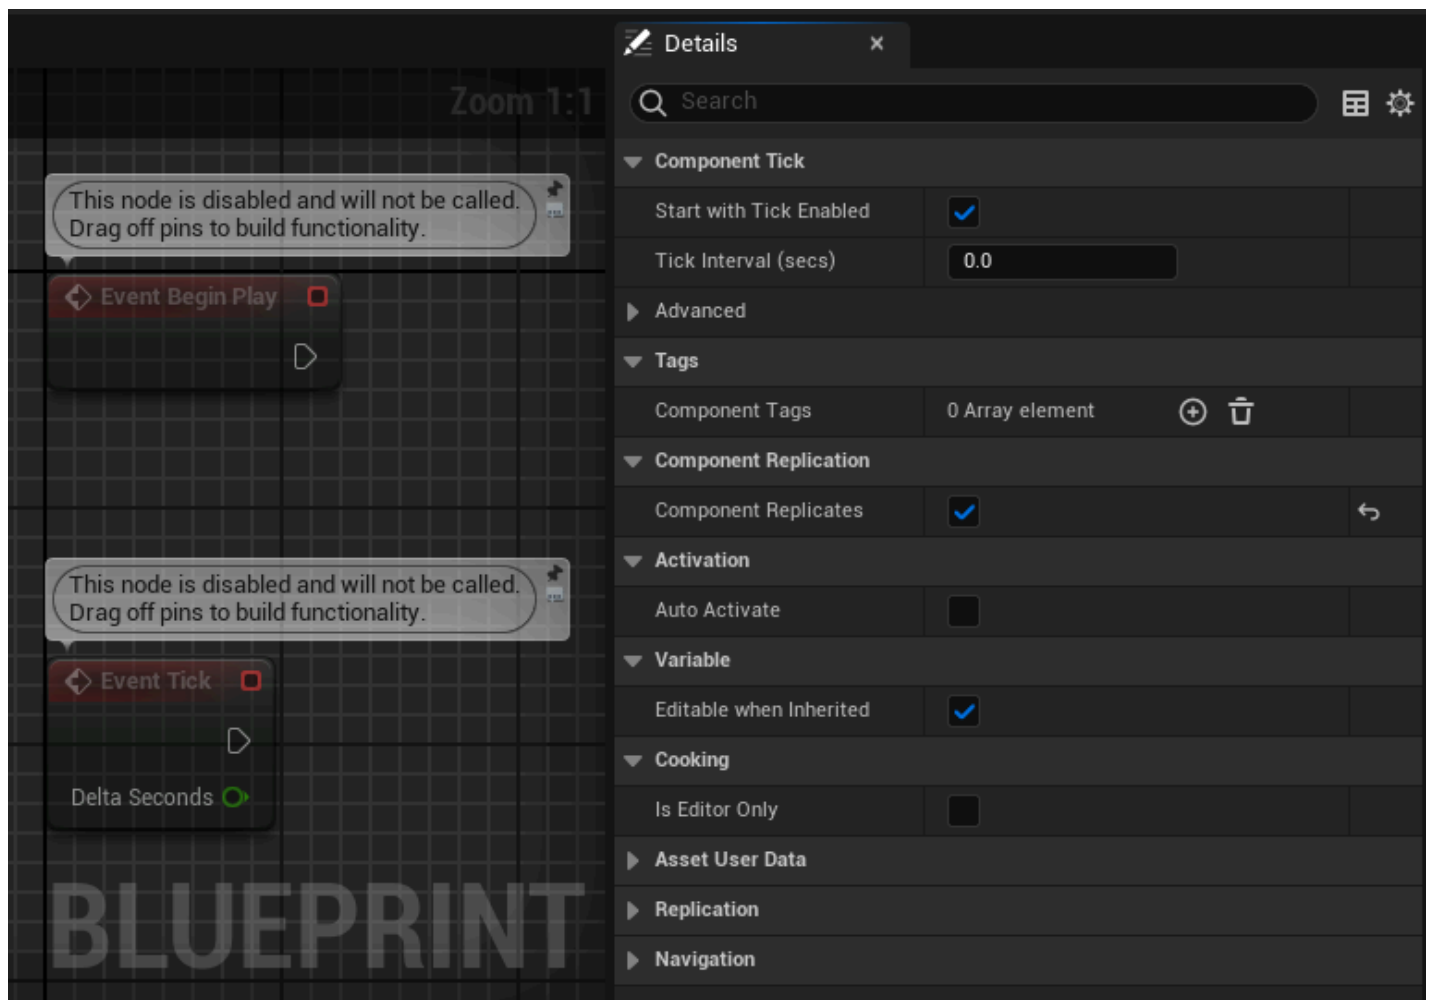 Zoom 1:1
This node is disabled and will not be called.
Drag off pins to build functionality.
Event Begin Play
This node is disabled and will not be called.
Drag off pins to build functionality.
Event Tick
Delta Seconds
BLUEPRINT
Details
Search
Component Tick
Start with Tick Enabled
Tick Interval (secs) 0.0
Advanced
Tags
Component Tags 0 Array element
Component Replication
Component Replicates
Activation
Auto Activate
Variable
Editable when Inherited
Cooking
Is Editor Only
Asset User Data
Replication
Navigation